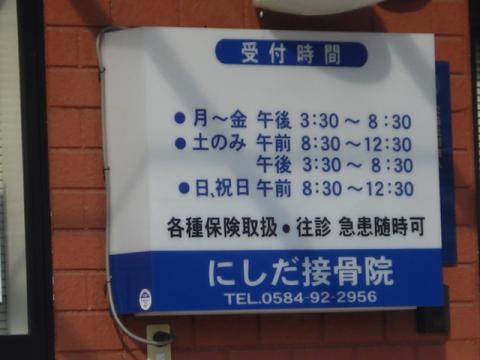 受付時間
●月～金 午後 3:30～8:30
●土のみ 午前 8:30～12:30
午後 3:30～8:30
●日、祝日 午前 8:30～12:30
各種保険取扱●往診 急患随時可
にしだ接骨院
TEL.0584-92-2956